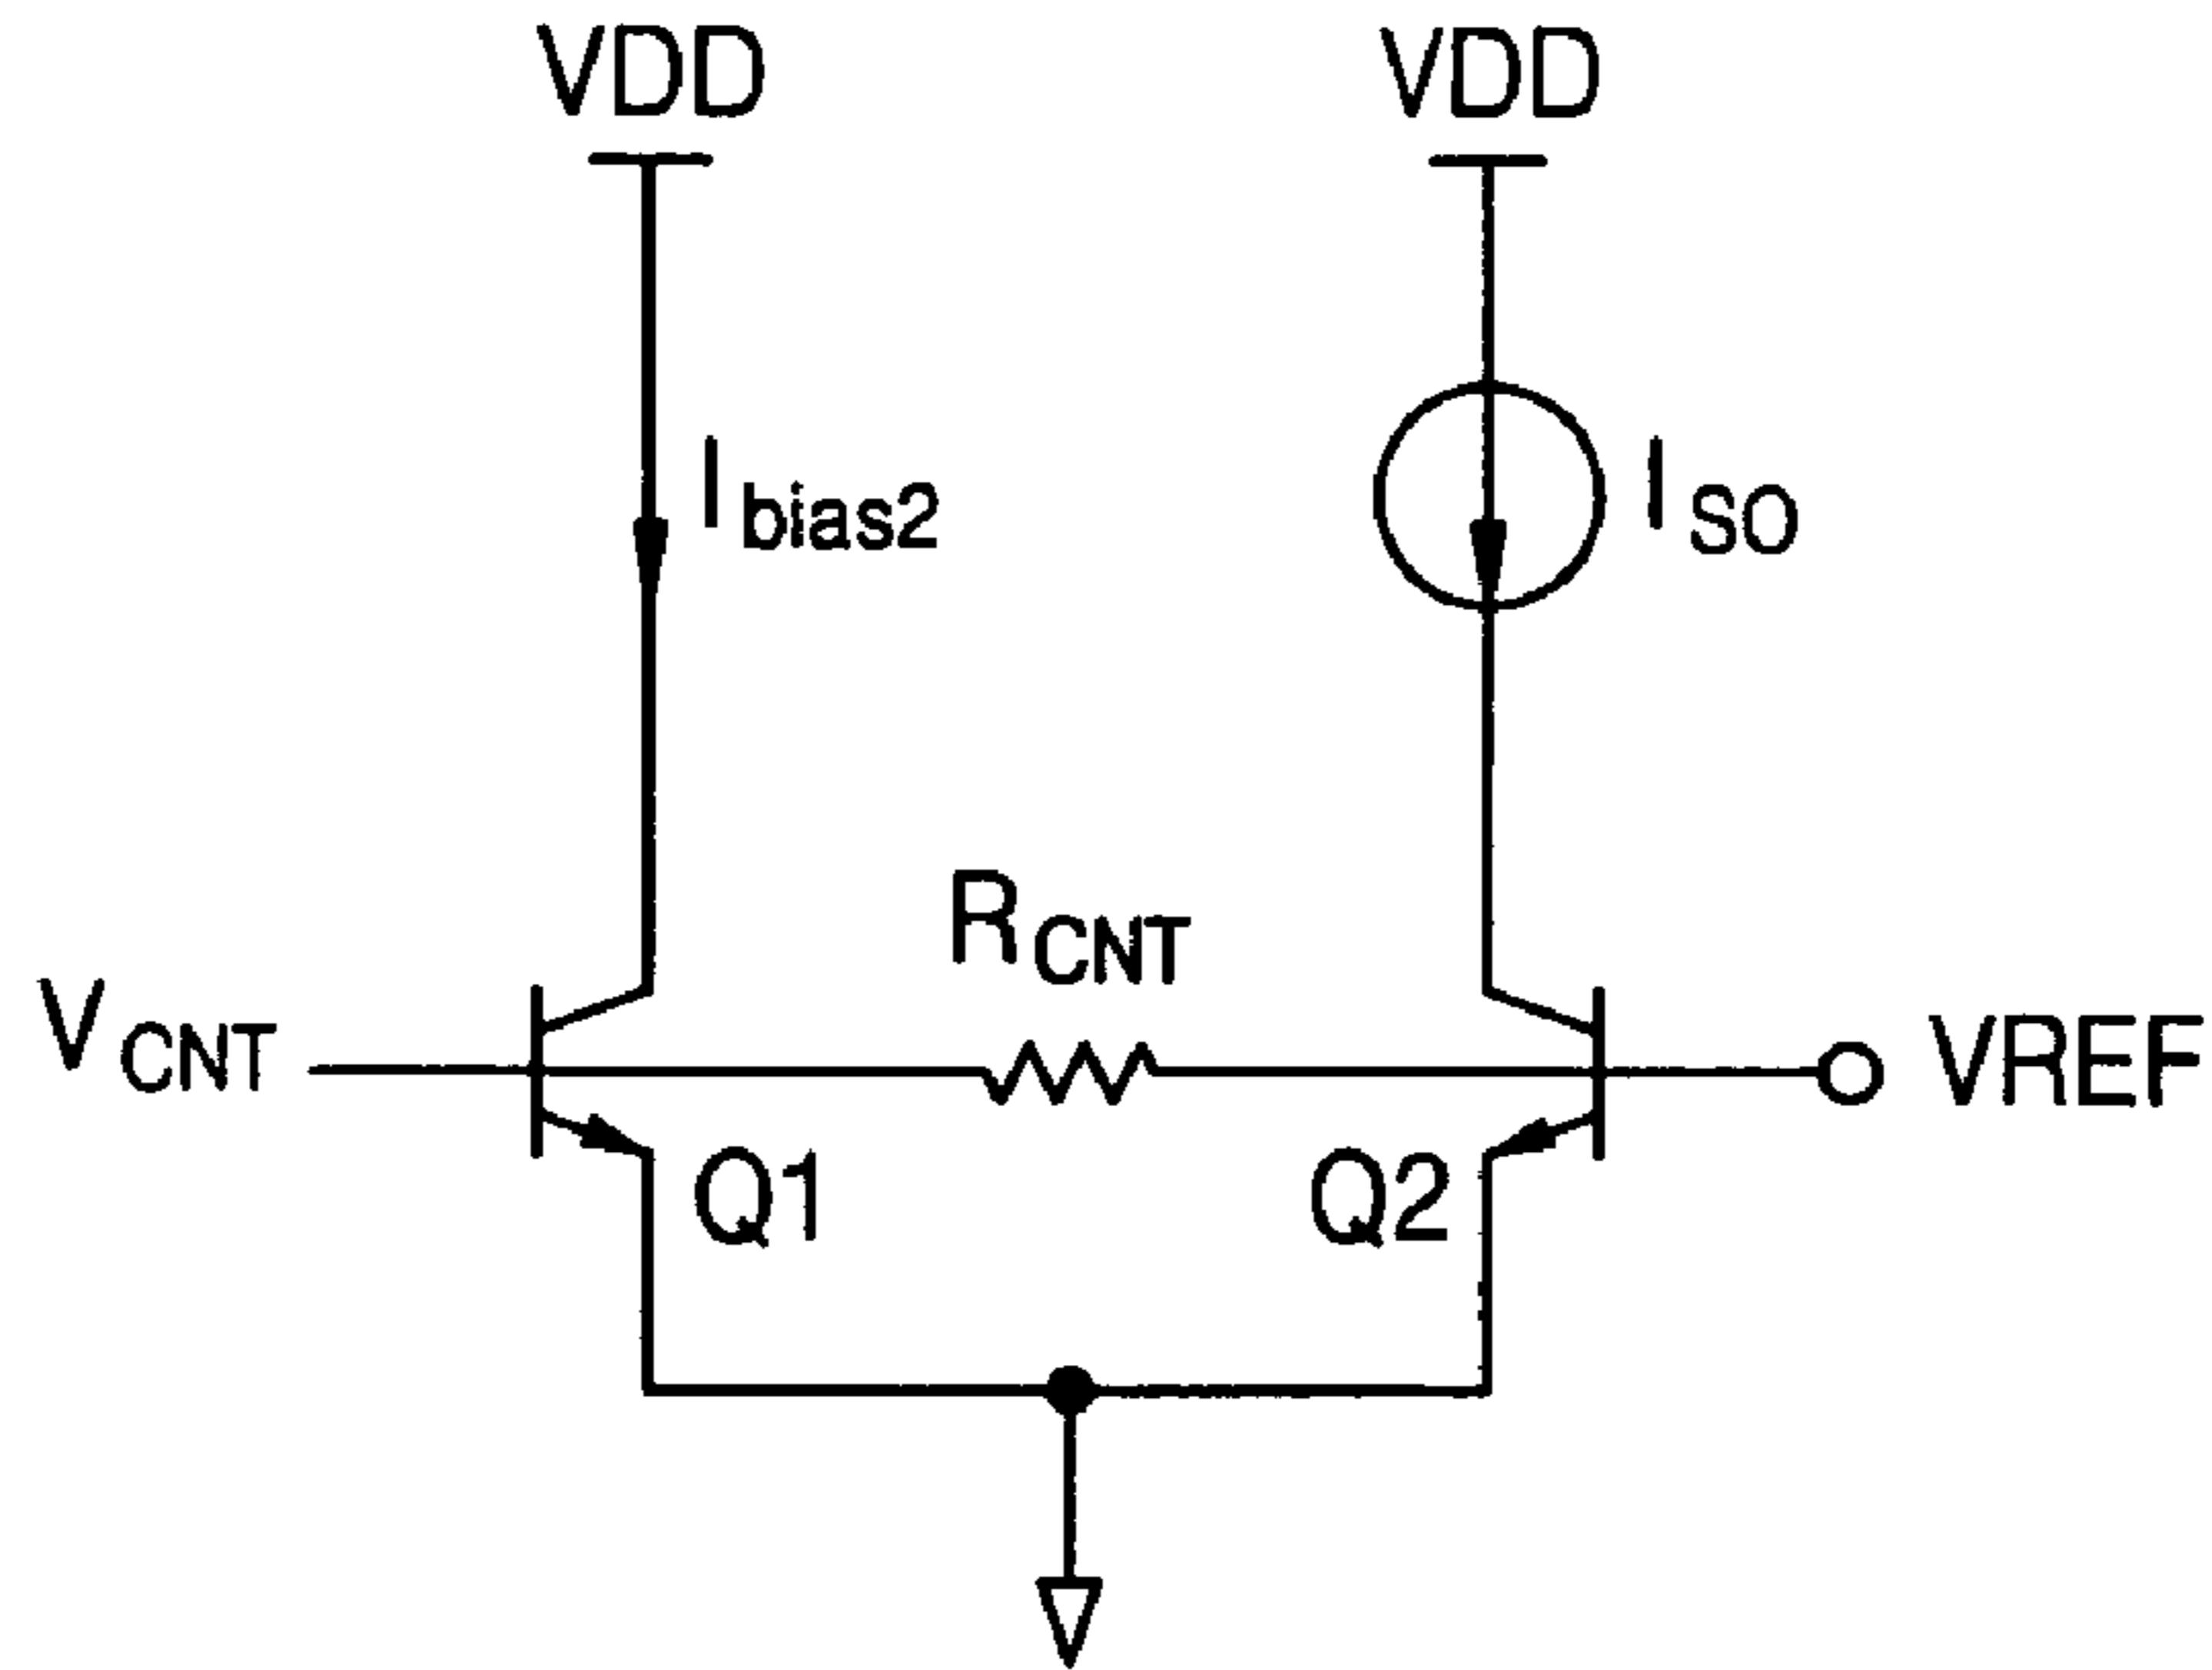 VDD
VDD
Ibias2
ISO
RCNT
VCNT
VREF
Q1
Q2